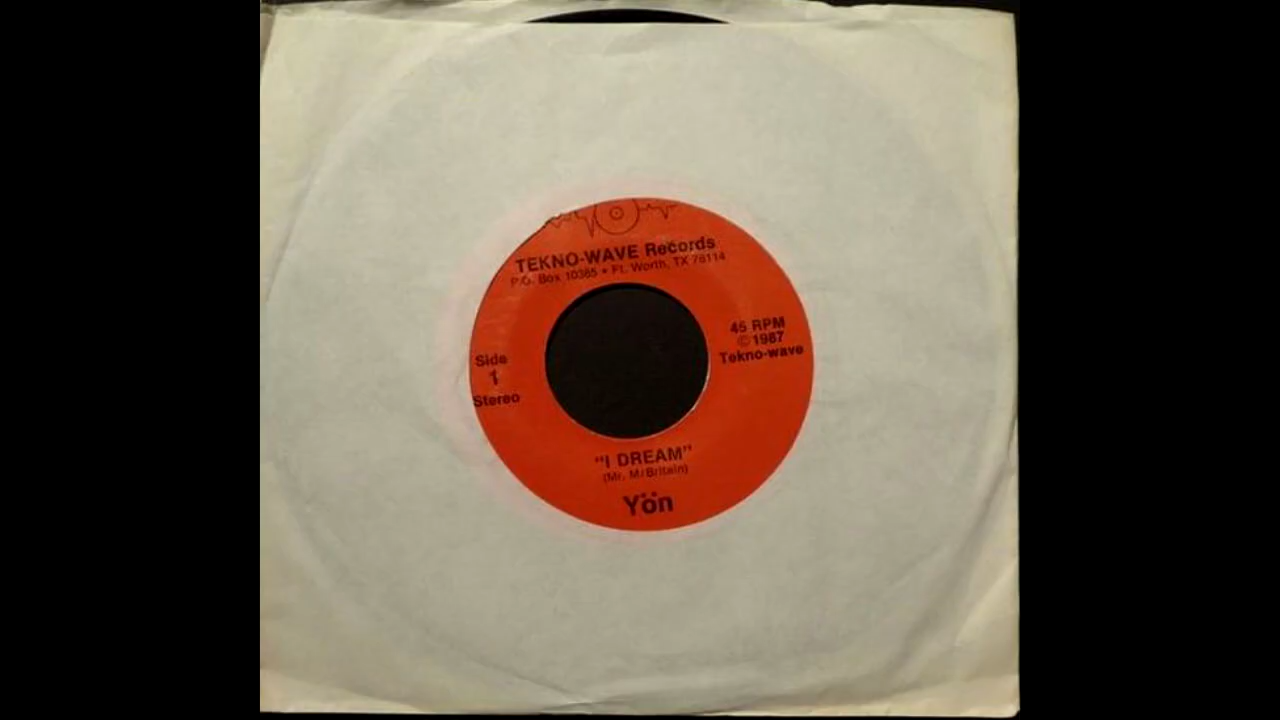 TEKNO-WAVE Records
P.O. Box 10385 • Ft. Worth, TX 76114
45 RPM
©1987
Tekno-wave
Side
1
Stereo
"I DREAM"
(Mr. M/Britain)
Yön